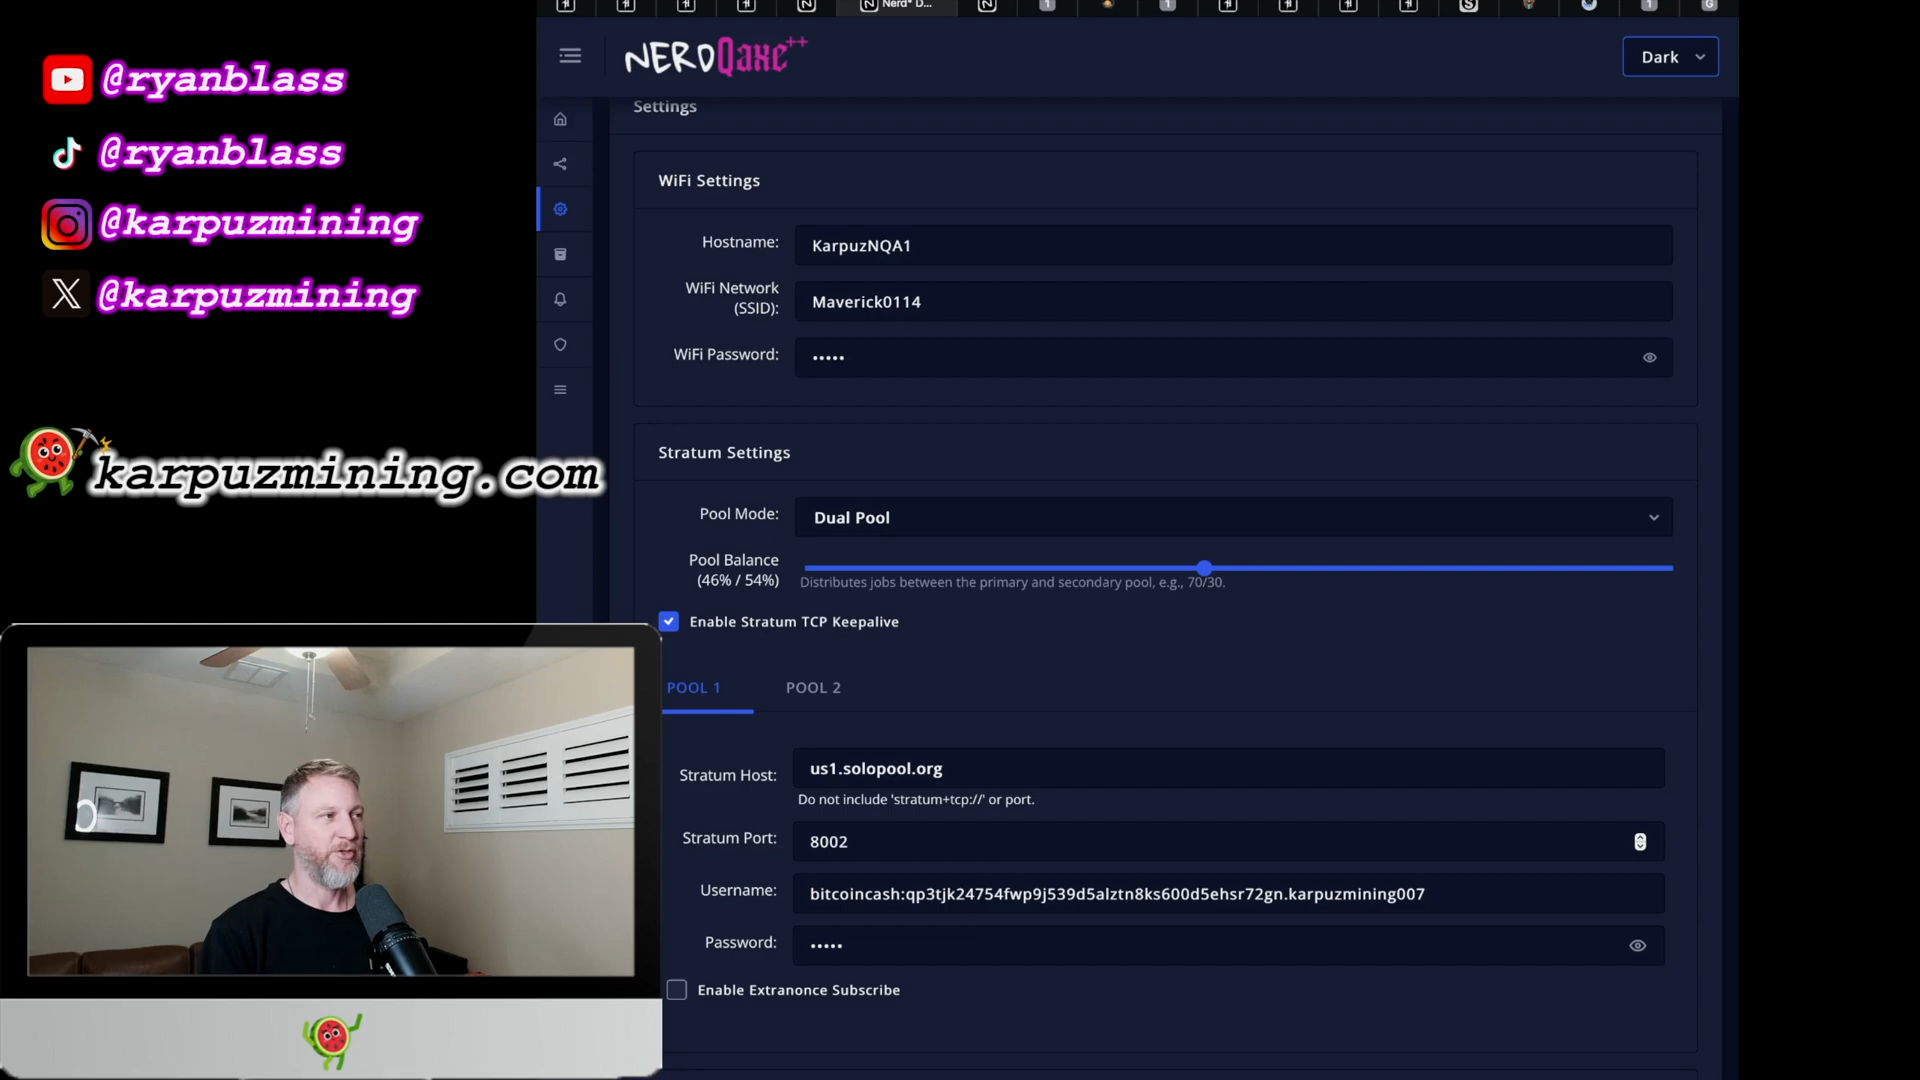 @ryanblass
@ryanblass
@karpuzmining
@karpuzmining
karpuzmining.com
Nerd* D...
NERDQaxe++
Dark
Settings
WiFi Settings
Hostname:
KarpuzNQA1
WiFi Network
(SSID):
Maverick0114
WiFi Password:
•••••
Stratum Settings
Pool Mode:
Dual Pool
Pool Balance
(46% / 54%)
Distributes jobs between the primary and secondary pool, e.g., 70/30.
Enable Stratum TCP Keepalive
POOL 1
POOL 2
Stratum Host:
us1.solopool.org
Do not include 'stratum+tcp://' or port.
Stratum Port:
8002
Username:
bitcoincash:qp3tjk24754fwp9j539d5alztn8ks600d5ehsr72gn.karpuzmining007
Password:
•••••
Enable Extranonce Subscribe